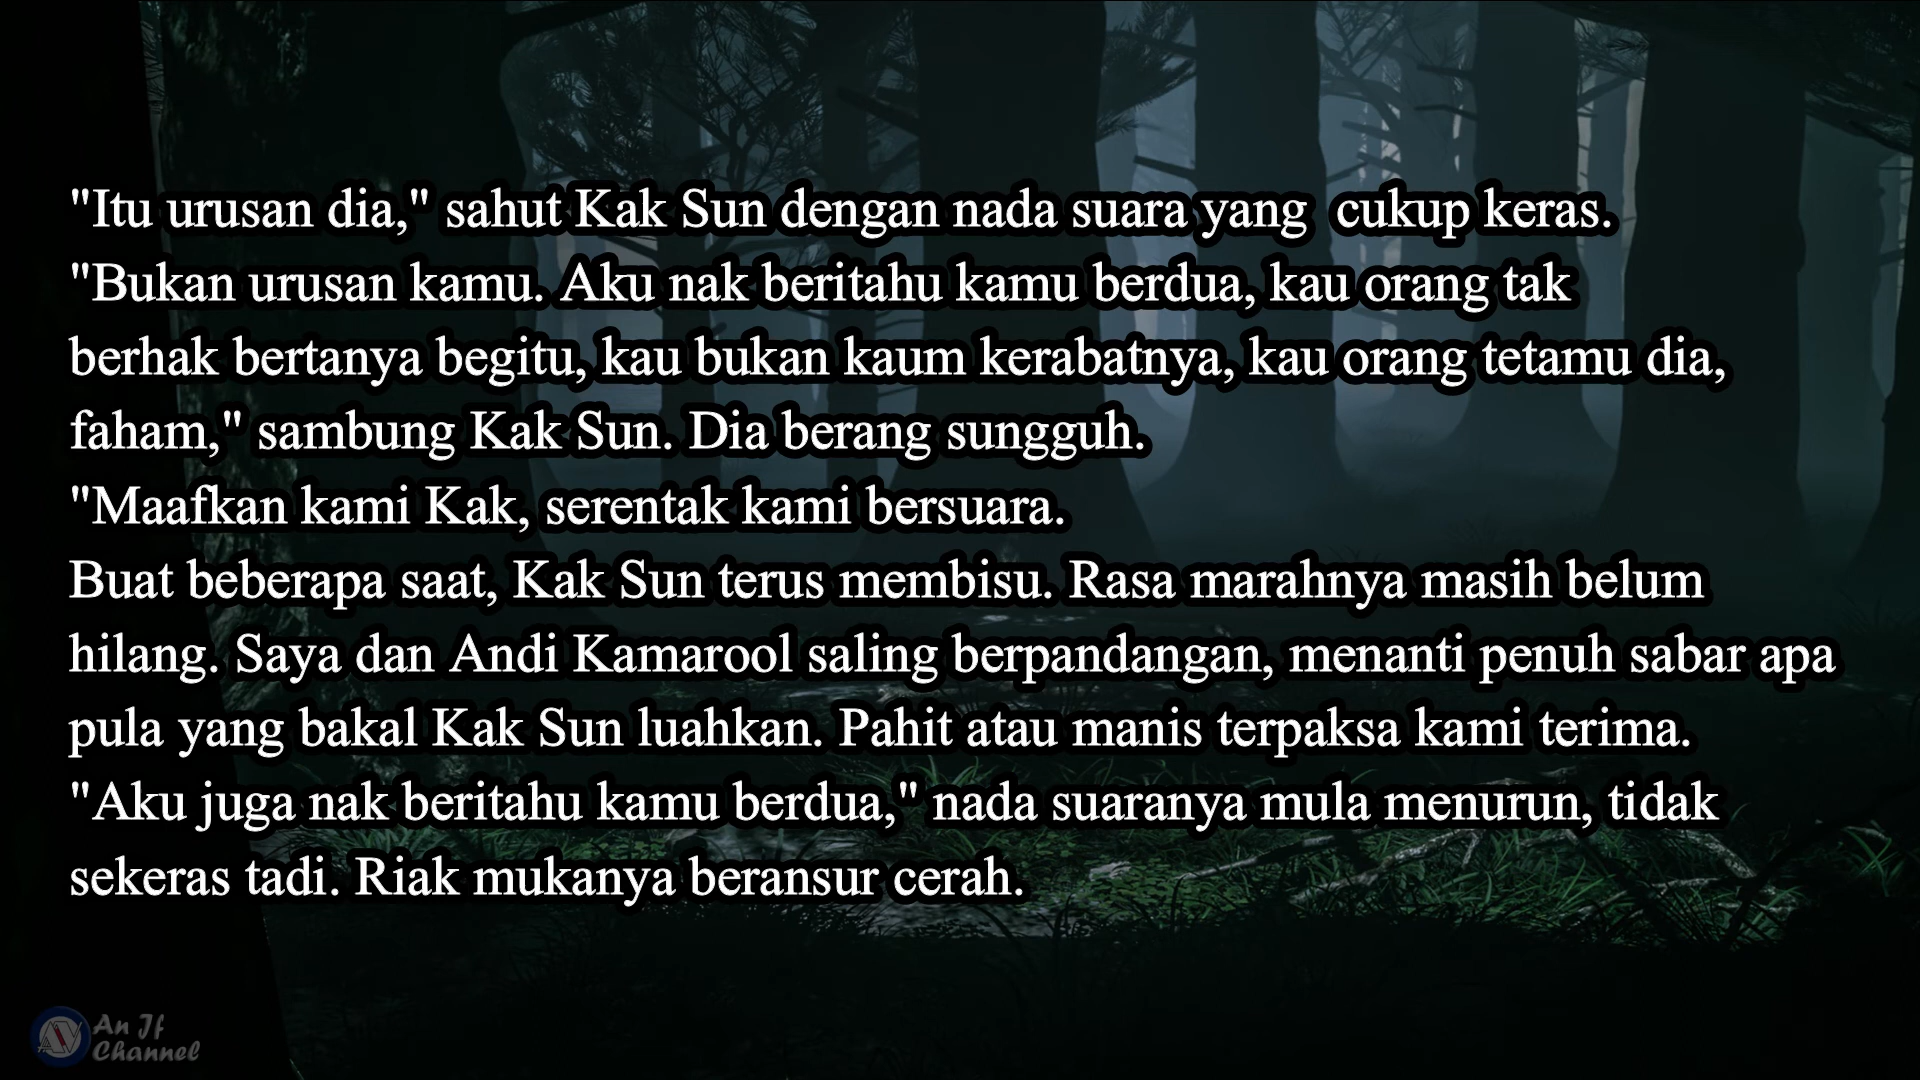 "Itu urusan dia," sahut Kak Sun dengan nada suara yang  cukup keras.
"Bukan urusan kamu. Aku nak beritahu kamu berdua, kau orang tak
berhak bertanya begitu, kau bukan kaum kerabatnya, kau orang tetamu dia,
faham," sambung Kak Sun. Dia berang sungguh.
"Maafkan kami Kak, serentak kami bersuara.
Buat beberapa saat, Kak Sun terus membisu. Rasa marahnya masih belum
hilang. Saya dan Andi Kamarool saling berpandangan, menanti penuh sabar apa
pula yang bakal Kak Sun luahkan. Pahit atau manis terpaksa kami terima.
"Aku juga nak beritahu kamu berdua," nada suaranya mula menurun, tidak
sekeras tadi. Riak mukanya beransur cerah.
An If
Channel